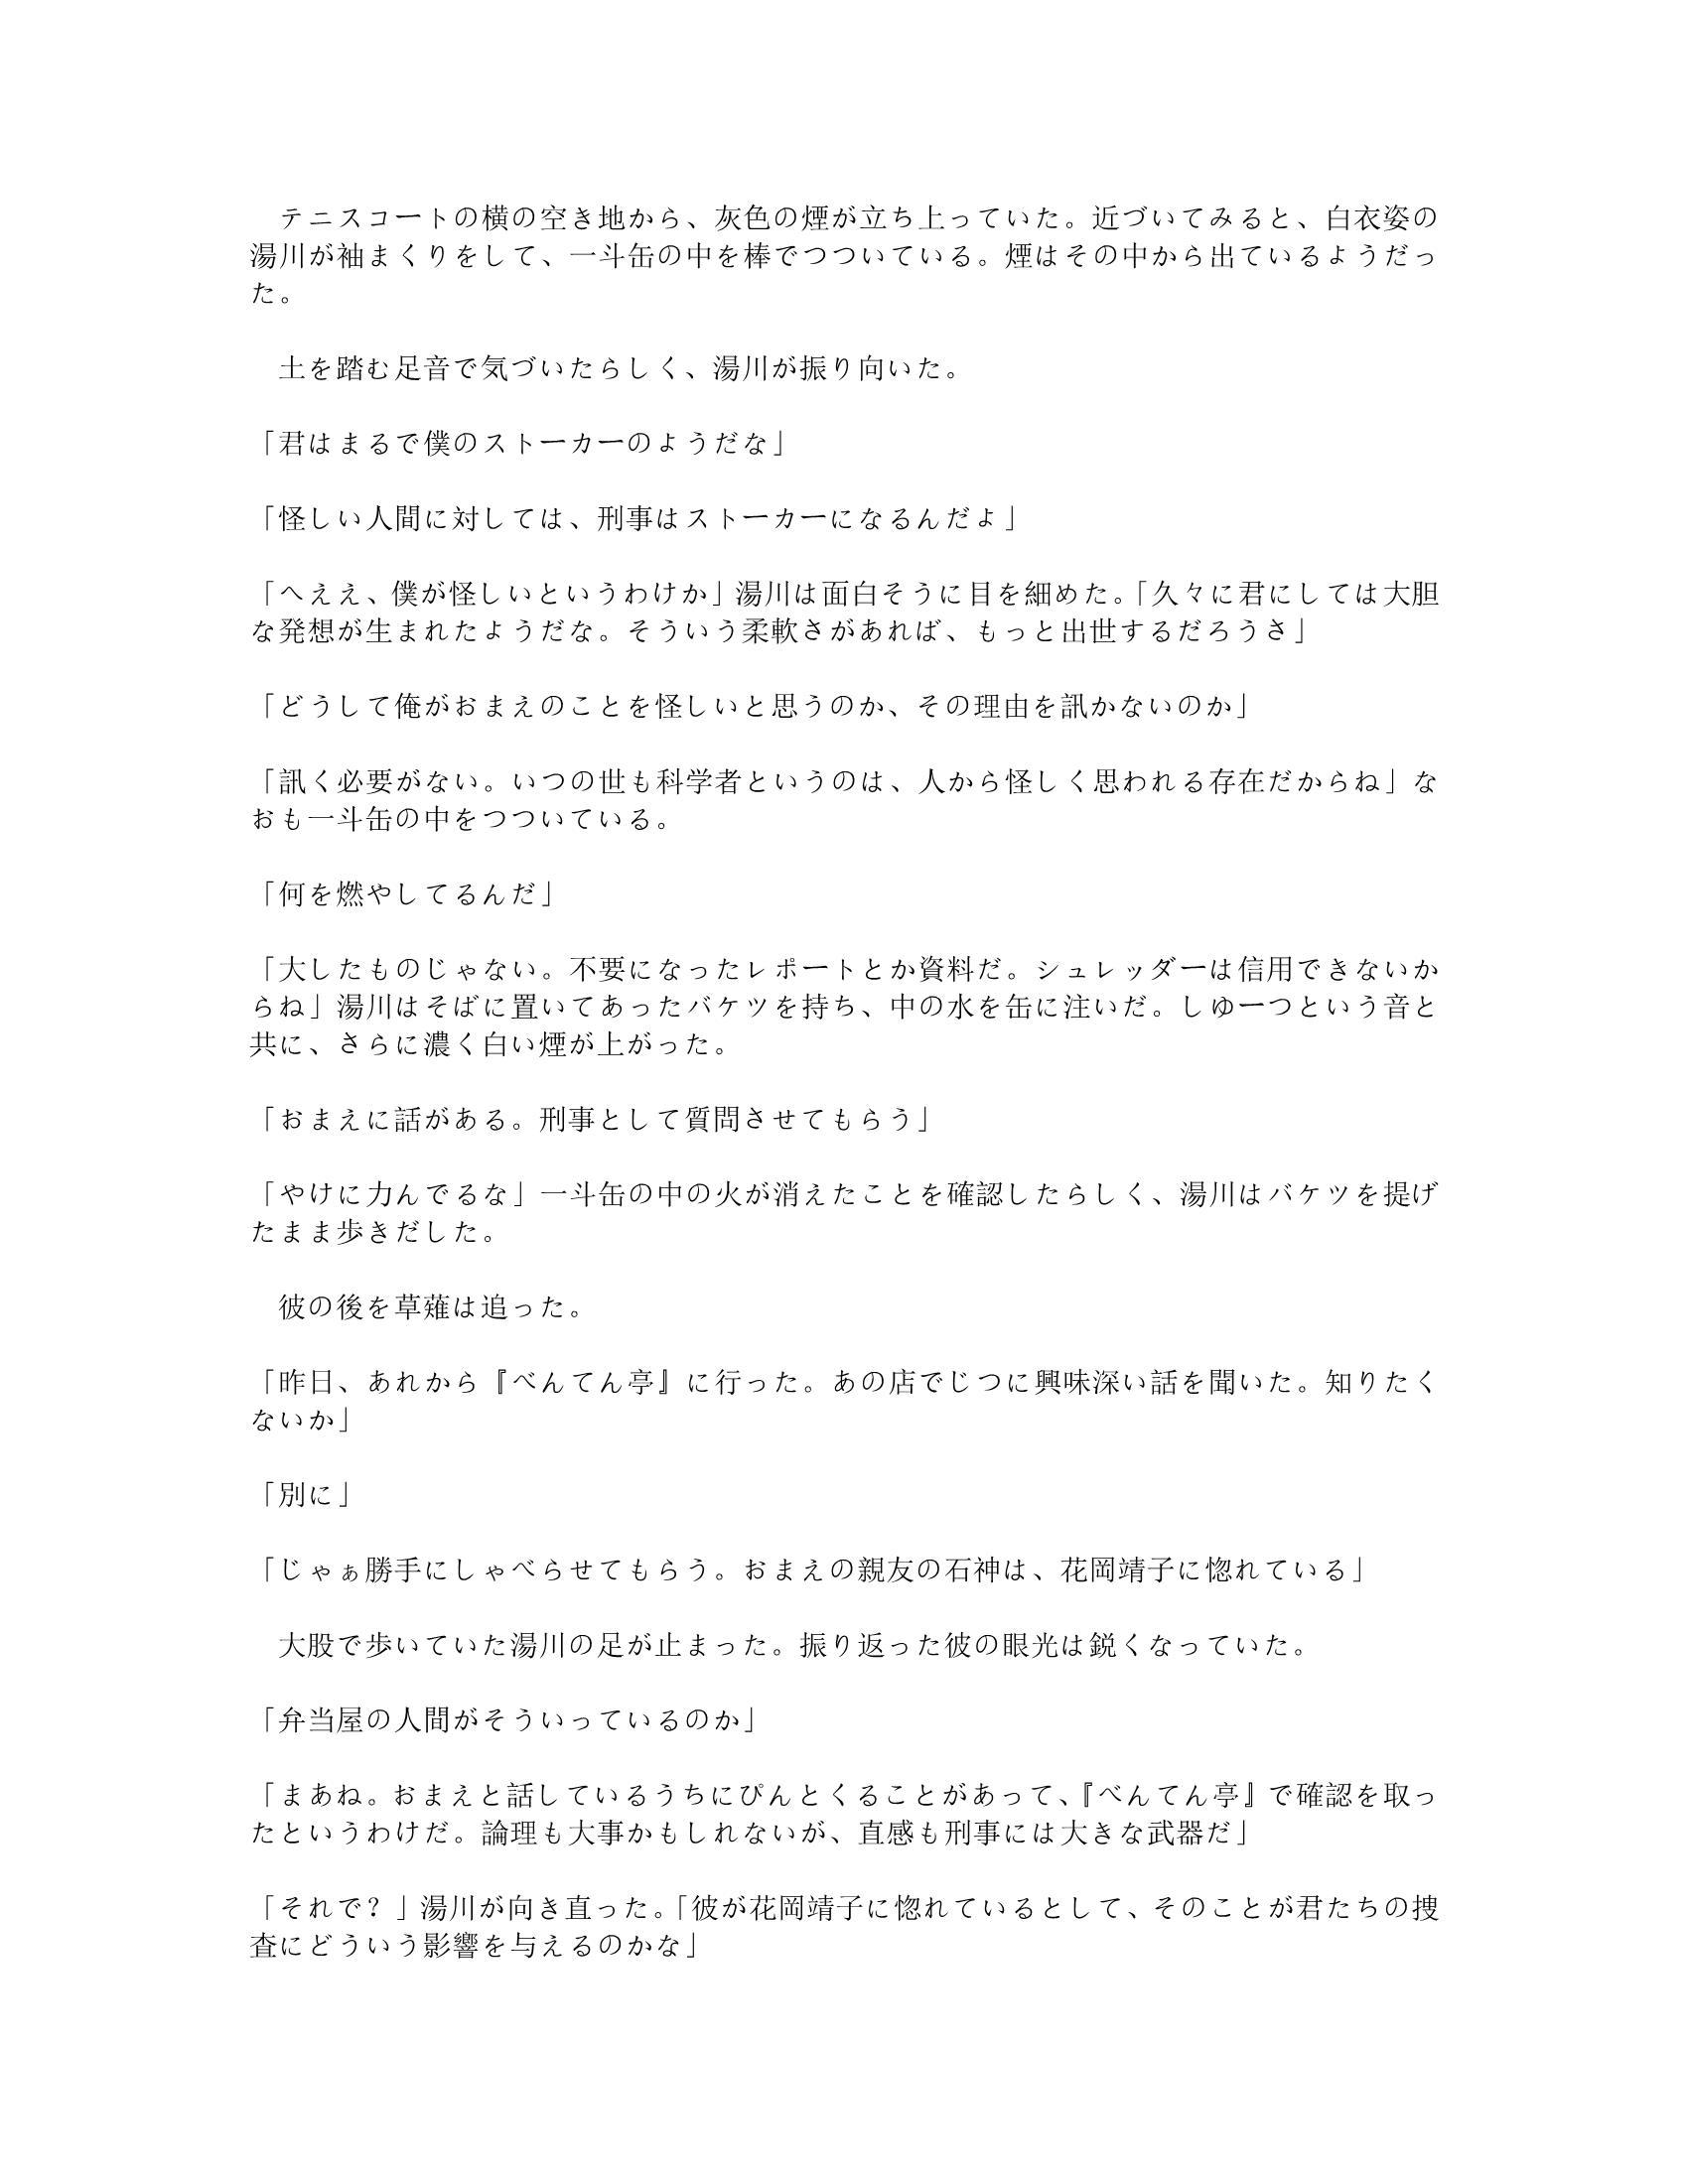 テニスコートの横の空き地から、灰色の煙が立ち上っていた。近づいてみると、白衣姿の
湯川が袖まくりをして、一斗缶の中を棒でつついている。煙はその中から出ているようだっ
た。
　土を踏む足音で気づいたらしく、湯川が振り向いた。
「君はまるで僕のストーカーのようだな」
「怪しい人間に対しては、刑事はストーカーになるんだよ」
「へええ、僕が怪しいというわけか」湯川は面白そうに目を細めた。「久々に君にしては大胆
な発想が生まれたようだな。そういう柔軟さがあれば、もっと出世するだろうさ」
「どうして俺がおまえのことを怪しいと思うのか、その理由を訊かないのか」
「訊く必要がない。いつの世も科学者というのは、人から怪しく思われる存在だからね」な
おも一斗缶の中をつついている。
「何を燃やしてるんだ」
「大したものじゃない。不要になったレポートとか資料だ。シュレッダーは信用できないか
らね」湯川はそばに置いてあったバケツを持ち、中の水を缶に注いだ。しゆーつという音と
共に、さらに濃く白い煙が上がった。
「おまえに話がある。刑事として質問させてもらう」
「やけに力んでるな」一斗缶の中の火が消えたことを確認したらしく、湯川はバケツを提げ
たまま歩きだした。
　彼の後を草薙は追った。
「昨日、あれから『べんてん亭』に行った。あの店でじつに興味深い話を聞いた。知りたく
ないか」
「別に」
「じゃぁ勝手にしゃべらせてもらう。おまえの親友の石神は、花岡靖子に惚れている」
　大股で歩いていた湯川の足が止まった。振り返った彼の眼光は鋭くなっていた。
「弁当屋の人間がそういっているのか」
「まあね。おまえと話しているうちにぴんとくることがあって、『べんてん亭』で確認を取っ
たというわけだ。論理も大事かもしれないが、直感も刑事には大きな武器だ」
「それで？」湯川が向き直った。「彼が花岡靖子に惚れているとして、そのことが君たちの捜
査にどういう影響を与えるのかな」